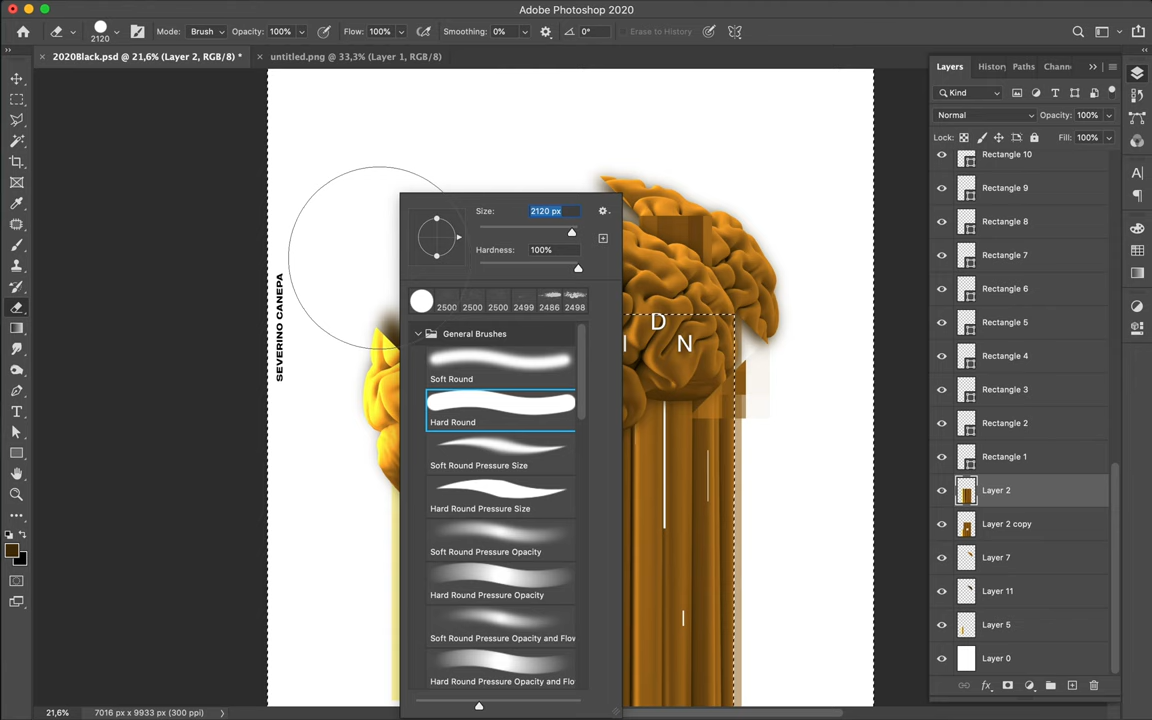 Adobe Photoshop 2020
2120
Mode: Brush
Opacity: 100%
Flow: 100%
Smoothing: 0%
0°
Erase to History
2020Black.psd @ 21,6% (Layer 2, RGB/8) *
untitled.png @ 33,3% (Layer 1, RGB/8)
SEVERINO CANEPA
D
I
N
Size: 2120 px
Hardness: 100%
2500 2500 2500 2499 2486 2498
General Brushes
Soft Round
Hard Round
Soft Round Pressure Size
Hard Round Pressure Size
Soft Round Pressure Opacity
Hard Round Pressure Opacity
Soft Round Pressure Opacity and Flow
Hard Round Pressure Opacity and Flo
Layers
History
Paths
Chann
Kind
Normal
Opacity: 100%
Lock:
Fill: 100%
Rectangle 10
Rectangle 9
Rectangle 8
Rectangle 7
Rectangle 6
Rectangle 5
Rectangle 4
Rectangle 3
Rectangle 2
Rectangle 1
Layer 2
Layer 2 copy
Layer 7
Layer 11
Layer 5
Layer 0
fx
21,6%
7016 px x 9933 px (300 ppi)